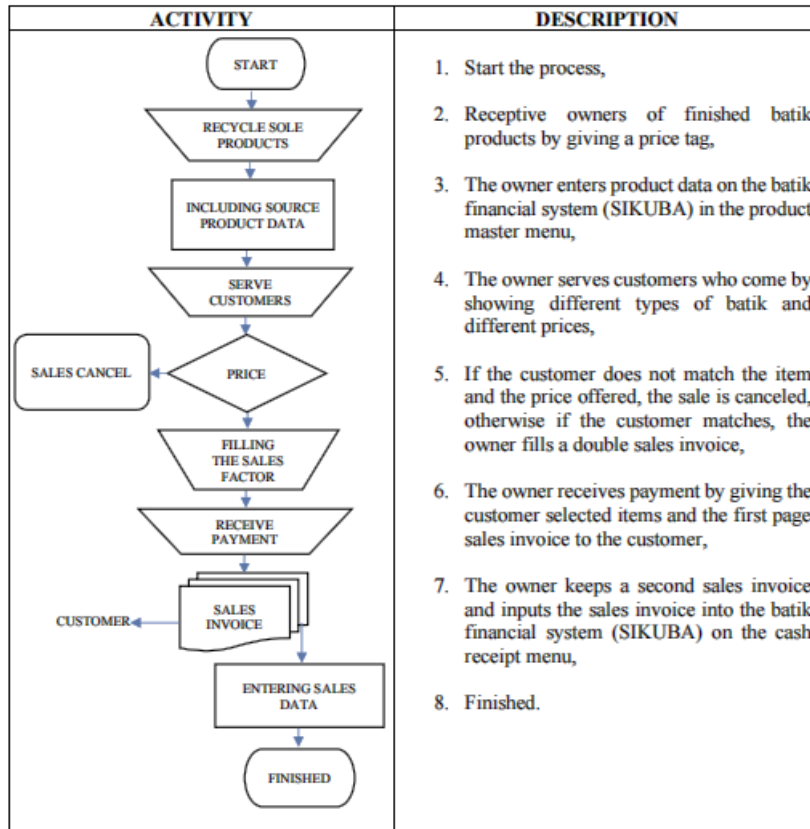 ACTIVITY
DESCRIPTION
START
RECYCLE SOLE
PRODUCTS
INCLUDING SOURCE
PRODUCT DATA
SERVE
CUSTOMERS
SALES CANCEL
PRICE
FILLING
THE SALES
FACTOR
RECEIVE
PAYMENT
CUSTOMER
SALES
INVOICE
ENTERING SALES
DATA
FINISHED
1. Start the process,
2. Receptive owners of finished batik
products by giving a price tag,
3. The owner enters product data on the batik
financial system (SIKUBA) in the product
master menu,
4. The owner serves customers who come by
showing different types of batik and
different prices,
5. If the customer does not match the item
and the price offered, the sale is canceled,
otherwise if the customer matches, the
owner fills a double sales invoice,
6. The owner receives payment by giving the
customer selected items and the first page
sales invoice to the customer,
7. The owner keeps a second sales invoice
and inputs the sales invoice into the batik
financial system (SIKUBA) on the cash
receipt menu,
8. Finished.